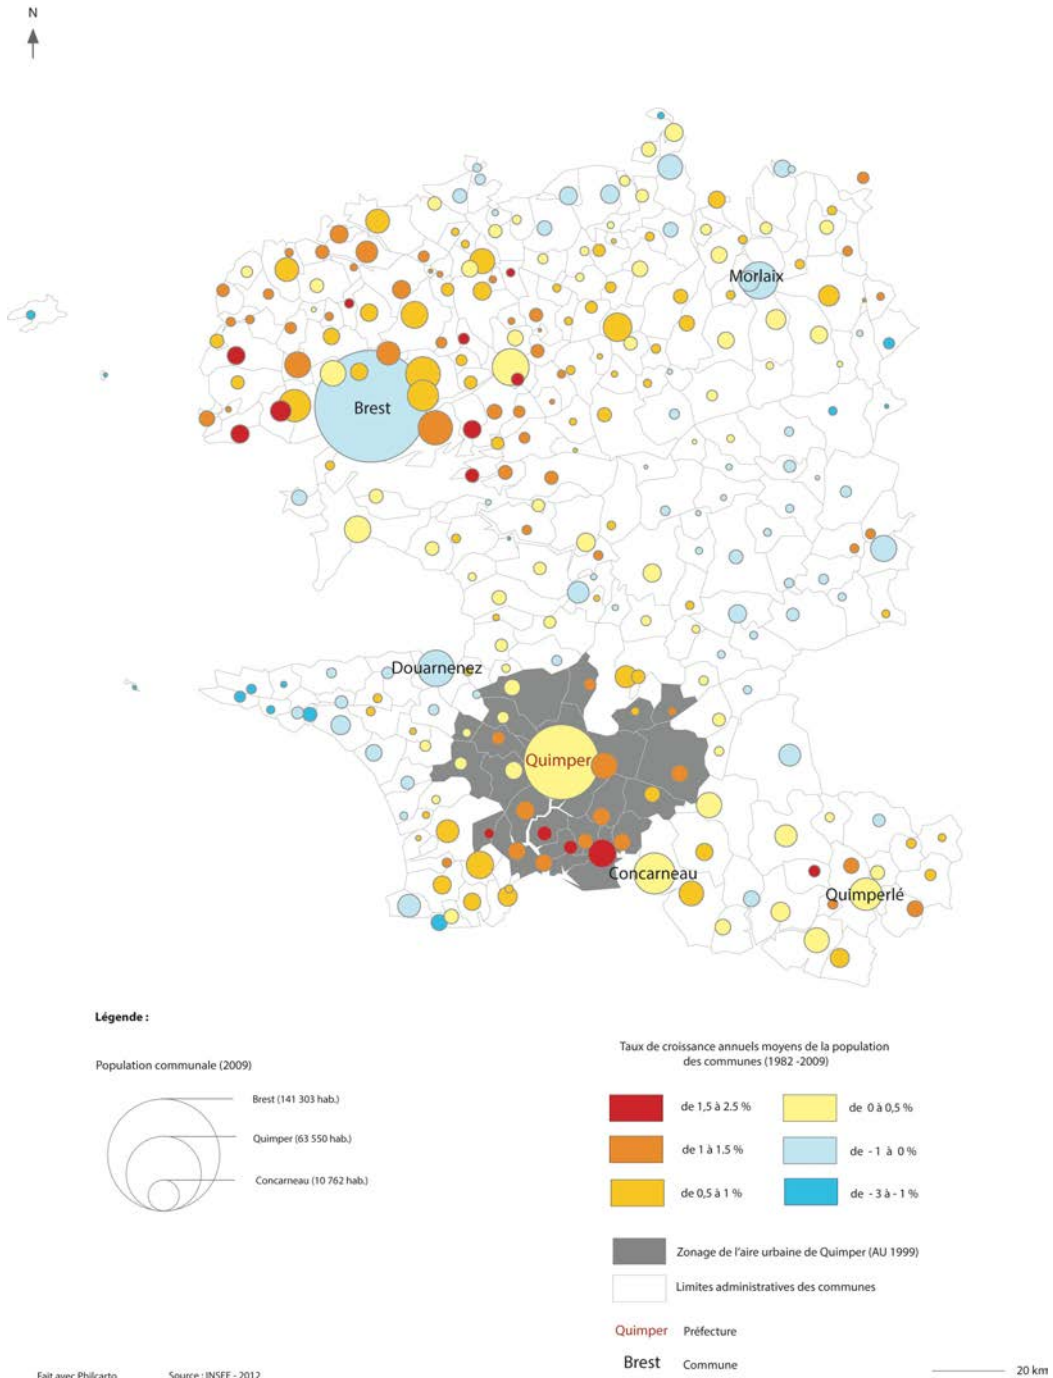 N
Morlaix
Brest
Douarnenez
Quimper
Concarneau
Quimperlé
Légende :
Population communale (2009)
Brest (141 303 hab.)
Quimper (63 550 hab.)
Concarneau (10 762 hab.)
Taux de croissance annuels moyens de la population
des communes (1982 -2009)
de 1,5 à 2.5 %
de 0 à 0,5 %
de 1 à 1.5 %
de - 1 à 0 %
de 0,5 à 1 %
de - 3 à - 1 %
Zonage de l'aire urbaine de Quimper (AU 1999)
Limites administratives des communes
Quimper Préfecture
Brest Commune
Fait avec Philcarto
Source : INSEE - 2012
20 km